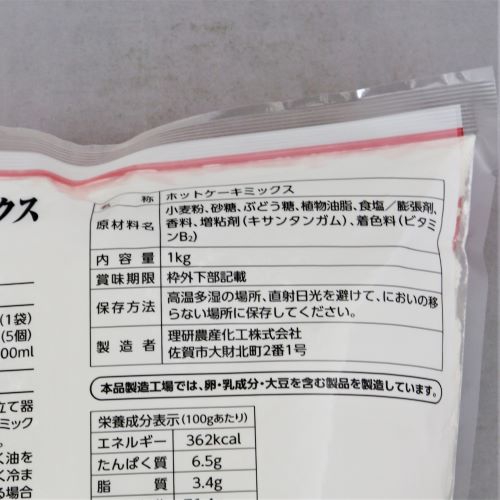 クス
称 ホットケーキミックス
原材料名 小麦粉、砂糖、ぶどう糖、植物油脂、食塩／膨張剤、
香料、増粘剤（キサンタンガム）、着色料（ビタミ
ンB₂）
内容量 1kg
賞味期限 枠外下部記載
保存方法 高温多湿の場所、直射日光を避けて、においの移
らない場所に保存してください。
製造者 理研農産化工株式会社
佐賀市大財北町2番1号
本品製造工場では、卵・乳成分・大豆を含む製品を製造しています。
栄養成分表示（100gあたり）
エネルギー 362kcal
たんぱく質 6.5g
脂質 3.4g
（1袋）
（5個）
00ml
立て器
ミック
く油を
く冷ま
る場合